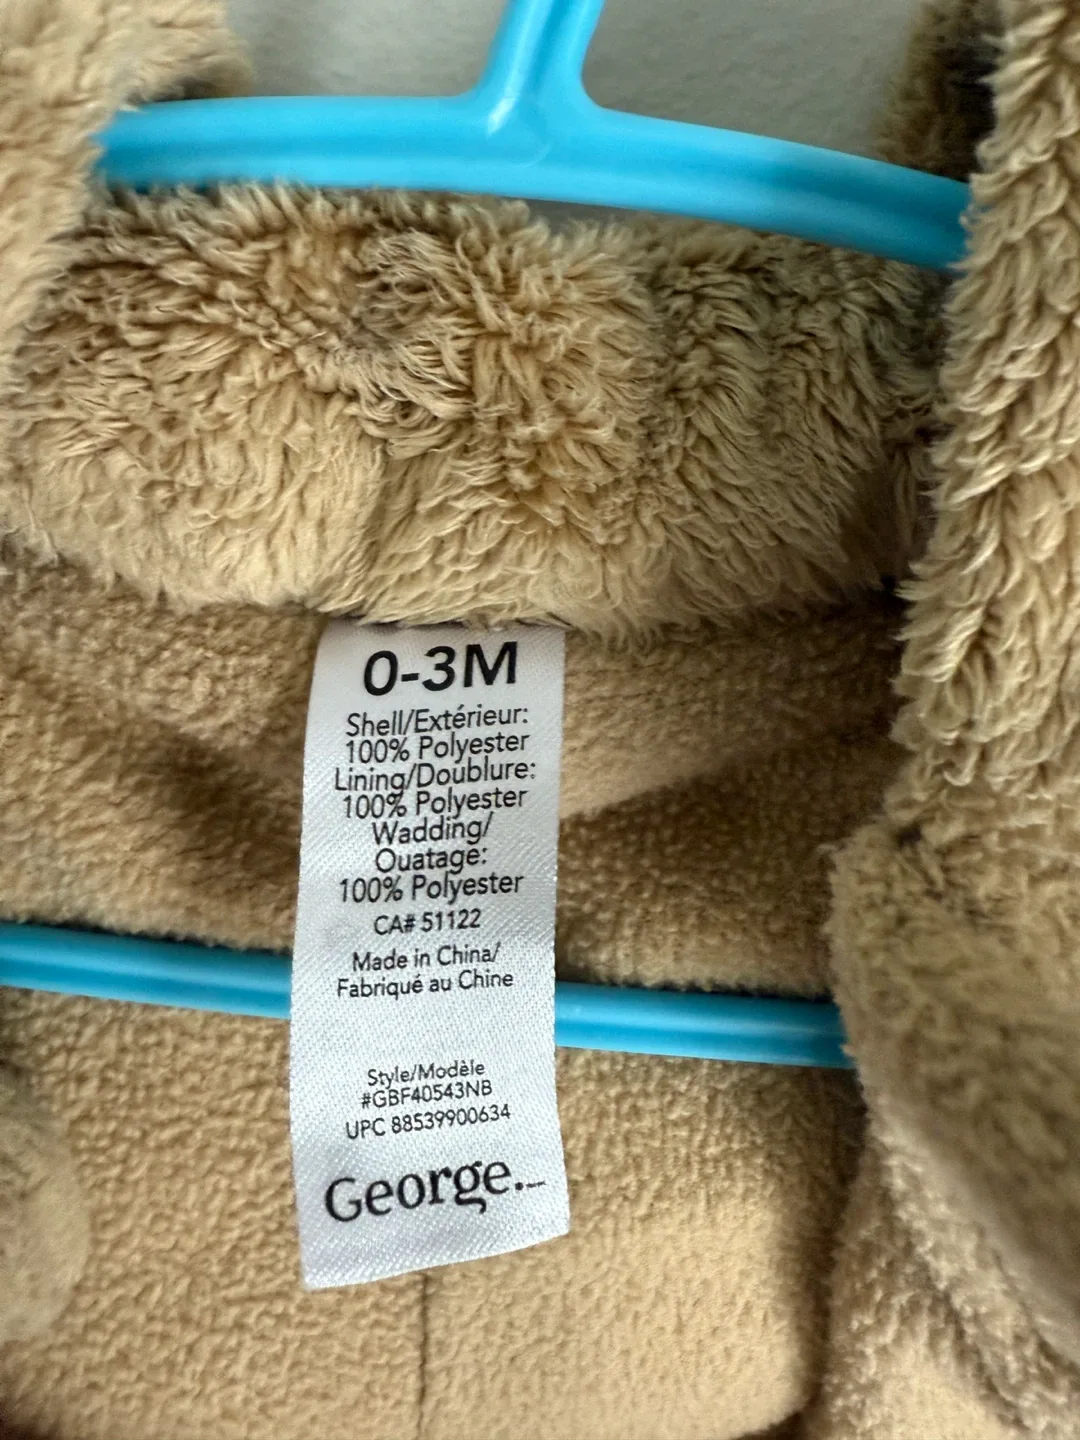 0-3M
Shell/Extérieur:
100% Polyester
Lining/Doublure:
100% Polyester
Wadding/
Ouatage:
100% Polyester
CA# 51122
Made in China/
Fabriqué au Chine
Style/Modèle
#GBF40543NB
UPC 88539900634
George.